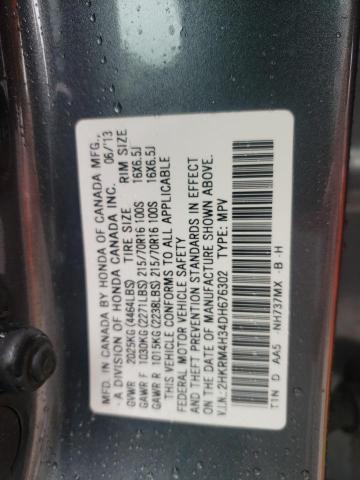 MFD. IN CANADA BY HONDA OF CANADA MFG.,
-A DIVISION OF HONDA CANADA INC. 06/'13
TIRE SIZE RIM SIZE
GVWR 2025KG (4464LBS)
GAWR F 1030KG (2271LBS) 215/70R16 100S 16X6.5J
GAWR R 1015KG (2238LBS) 215/70R16 100S 16X6.5J
THIS VEHICLE CONFORMS TO ALL APPLICABLE
FEDERAL MOTOR VEHICLE SAFETY
AND THEFT PREVENTION STANDARDS IN EFFECT
ON THE DATE OF MANUFACTURE SHOWN ABOVE.
V.I.N.: 2HKRM4H34DH676302 TYPE: MPV
T1N D AA5 NH737MX -B -H